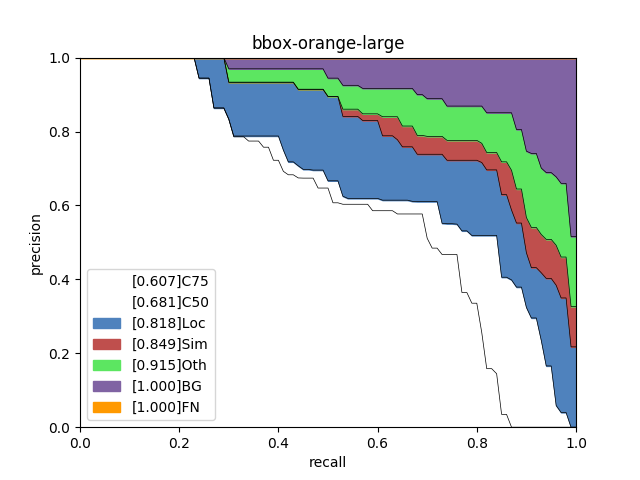 bbox-orange-large
1.0
0.8
0.6
0.4
0.2
0.0
precision
[0.607]C75
[0.681]C50
[0.818]Loc
[0.849]Sim
[0.915]Oth
[1.000]BG
[1.000]FN
0.0 0.2 0.4 0.6 0.8 1.0
recall